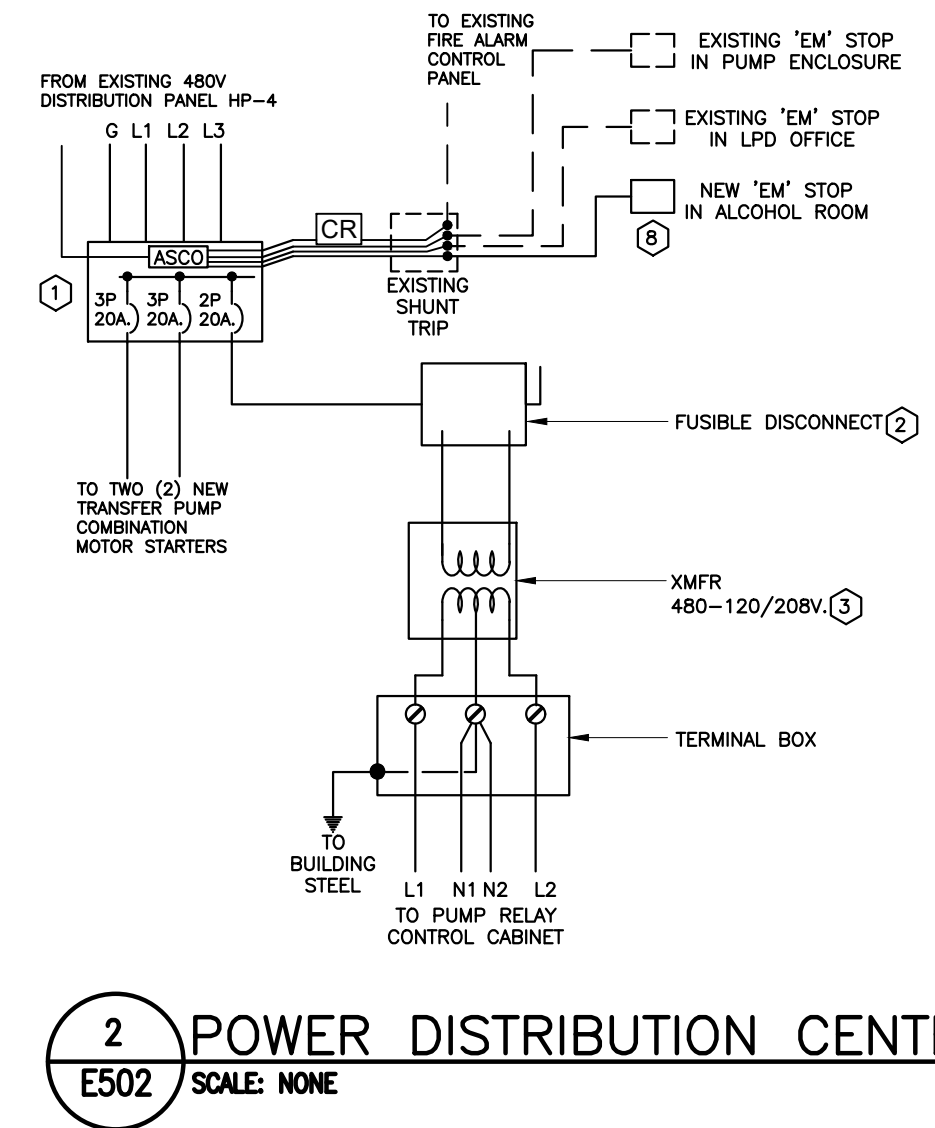 TO EXISTING
FIRE ALARM
CONTROL
PANEL
EXISTING 'EM' STOP
IN PUMP ENCLOSURE
FROM EXISTING 480V
DISTRIBUTION PANEL HP-4
G L1 L2 L3
EXISTING 'EM' STOP
IN LPD OFFICE
NEW 'EM' STOP
IN ALCOHOL ROOM
8
CR
ASCO
EXISTING
SHUNT
TRIP
1
3P 3P 2P
20A. 20A. 20A.
FUSIBLE DISCONNECT 2
TO TWO (2) NEW
TRANSFER PUMP
COMBINATION
MOTOR STARTERS
XMFR
480-120/208V. 3
TERMINAL BOX
TO
BUILDING
STEEL
L1 N1 N2 L2
TO PUMP RELAY
CONTROL CABINET
2
E502
POWER DISTRIBUTION
SCALE: NONE